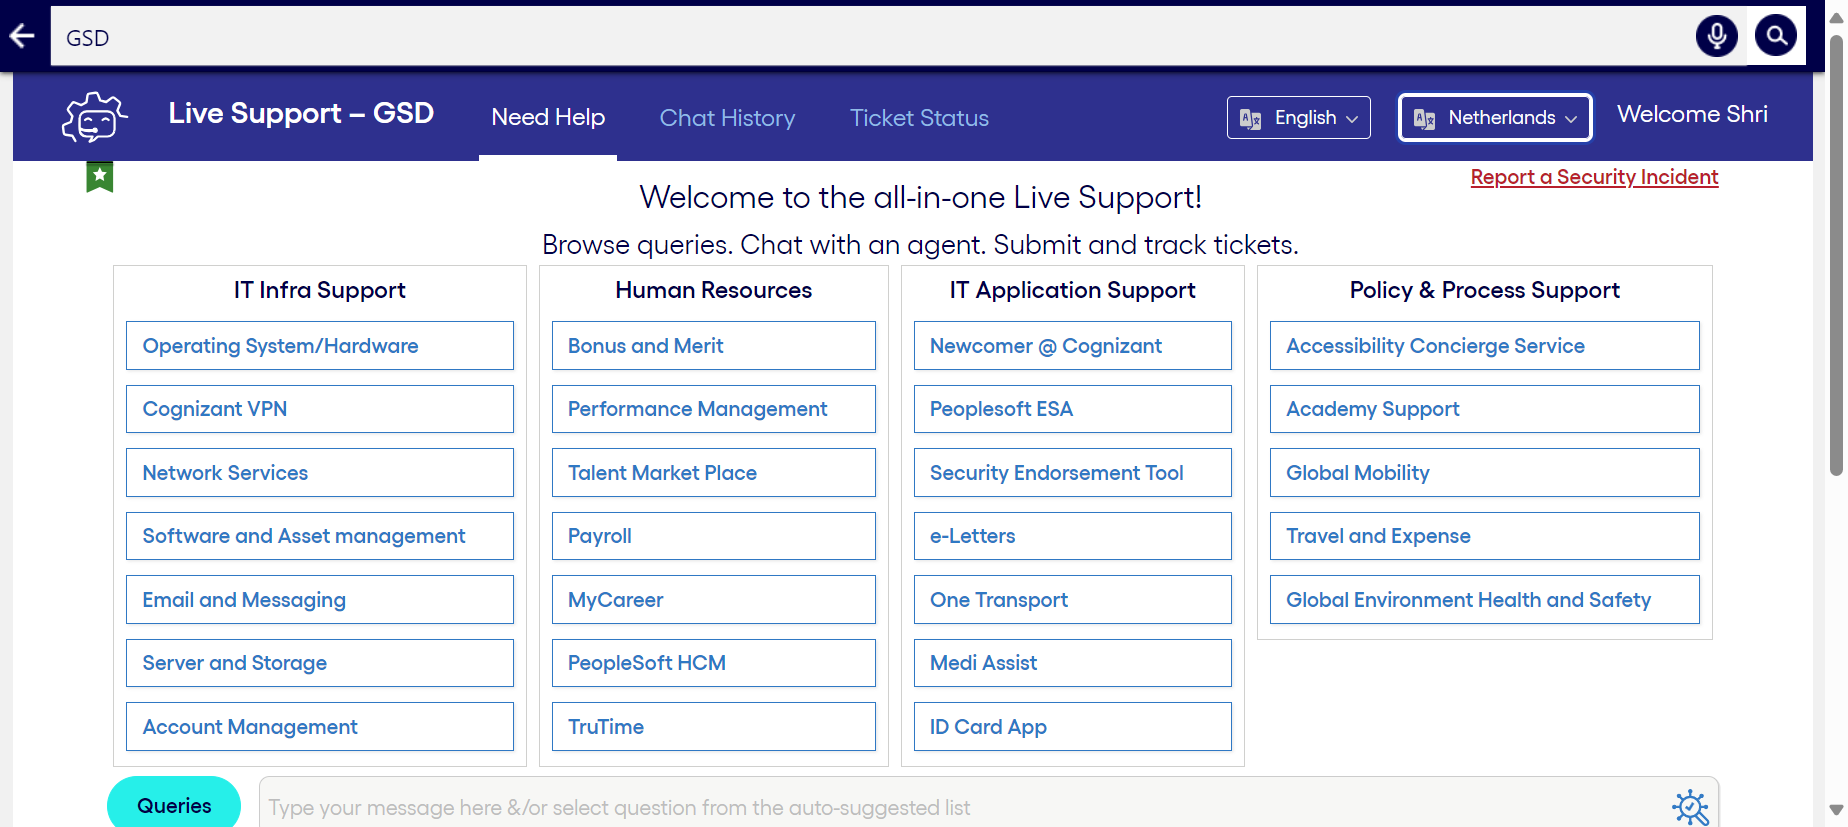 GSD
Live Support – GSD
Need Help
Chat History
Ticket Status
English
Netherlands
Welcome Shri
Report a Security Incident
Welcome to the all-in-one Live Support!
Browse queries. Chat with an agent. Submit and track tickets.
IT Infra Support
Operating System/Hardware
Cognizant VPN
Network Services
Software and Asset management
Email and Messaging
Server and Storage
Account Management
Human Resources
Bonus and Merit
Performance Management
Talent Market Place
Payroll
MyCareer
PeopleSoft HCM
TruTime
IT Application Support
Newcomer @ Cognizant
Peoplesoft ESA
Security Endorsement Tool
e-Letters
One Transport
Medi Assist
ID Card App
Policy & Process Support
Accessibility Concierge Service
Academy Support
Global Mobility
Travel and Expense
Global Environment Health and Safety
Queries
Type your message here &/or select question from the auto-suggested list